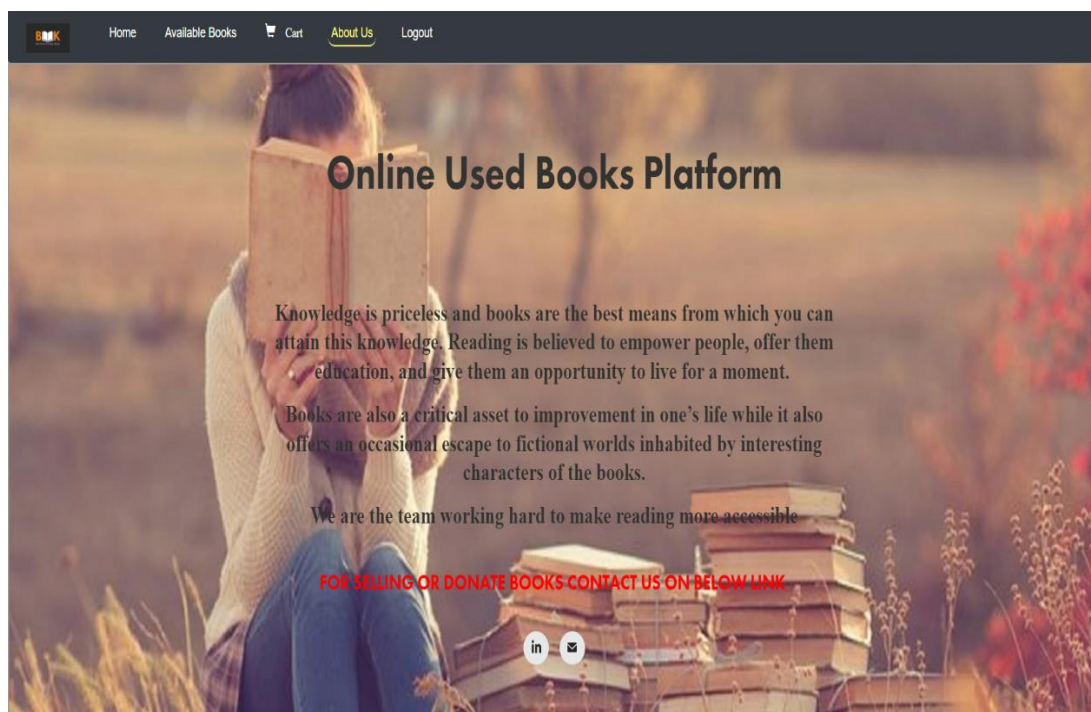 BOOK
Home
Available Books
Cart
About Us
Logout
Online Used Books Platform
Knowledge is priceless and books are the best means from which you can
attain this knowledge. Reading is believed to empower people, offer them
education, and give them an opportunity to live for a moment.
Books are also a critical asset to improvement in one’s life while it also
offers an occasional escape to fictional worlds inhabited by interesting
characters of the books.
We are the team working hard to make reading more accessible
FOR SELLING OR DONATE BOOKS CONTACT US ON BELOW LINK
in